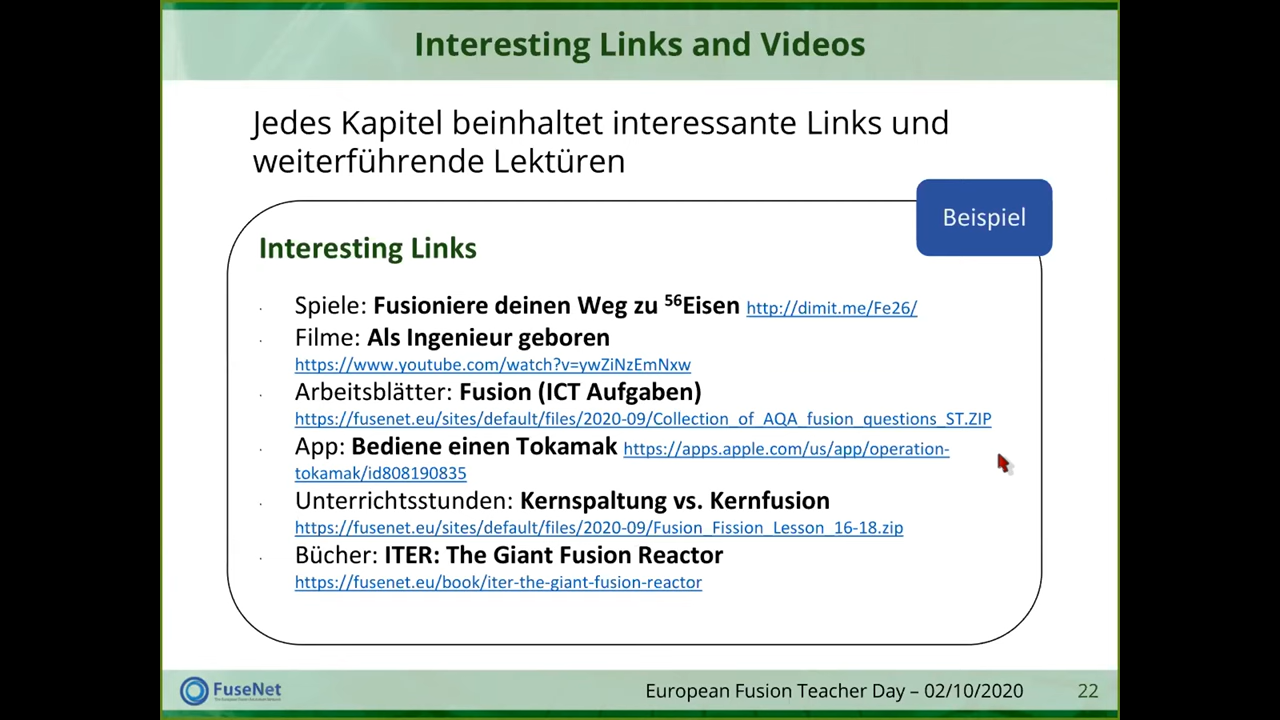 Interesting Links and Videos
Jedes Kapitel beinhaltet interessante Links und
weiterführende Lektüren
Beispiel
Interesting Links
Spiele: Fusioniere deinen Weg zu ⁵⁶Eisen http://dimit.me/Fe26/
Filme: Als Ingenieur geboren
https://www.youtube.com/watch?v=ywZiNzEmNxw
Arbeitsblätter: Fusion (ICT Aufgaben)
https://fusenet.eu/sites/default/files/2020-09/Collection_of_AQA_fusion_questions_ST.ZIP
App: Bediene einen Tokamak https://apps.apple.com/us/app/operation-
tokamak/id808190835
Unterrichtsstunden: Kernspaltung vs. Kernfusion
https://fusenet.eu/sites/default/files/2020-09/Fusion_Fission_Lesson_16-18.zip
Bücher: ITER: The Giant Fusion Reactor
https://fusenet.eu/book/iter-the-giant-fusion-reactor
FuseNet
European Fusion Teacher Day – 02/10/2020
22